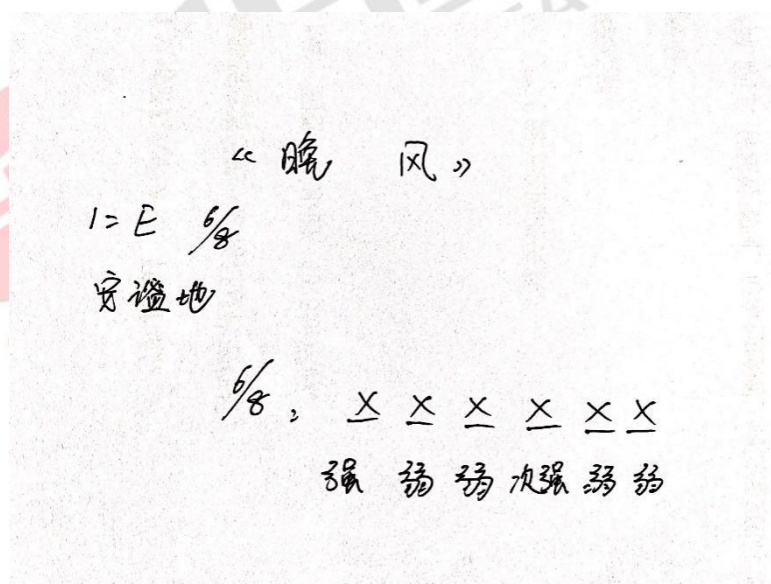 《晚 风》
1=E 6/8
安谧地
6/8: X X X X X X
强 弱 弱 次强 弱 弱